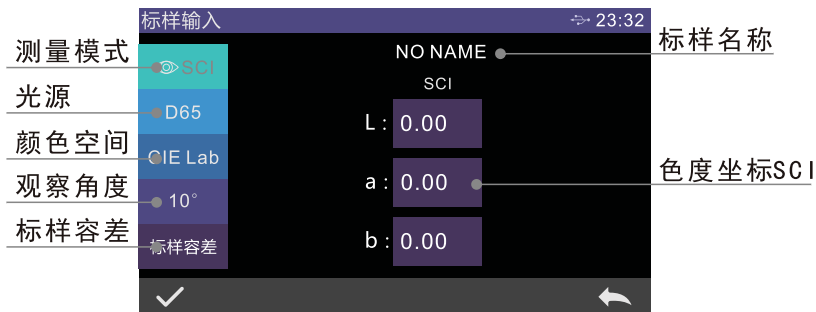 标样输入
23:32
测量模式
SCI
光源
D65
颜色空间
CIE Lab
观察角度
10°
标样容差
标样容差
NO NAME
标样名称
SCI
L : 0.00
a : 0.00
色度坐标SCI
b : 0.00